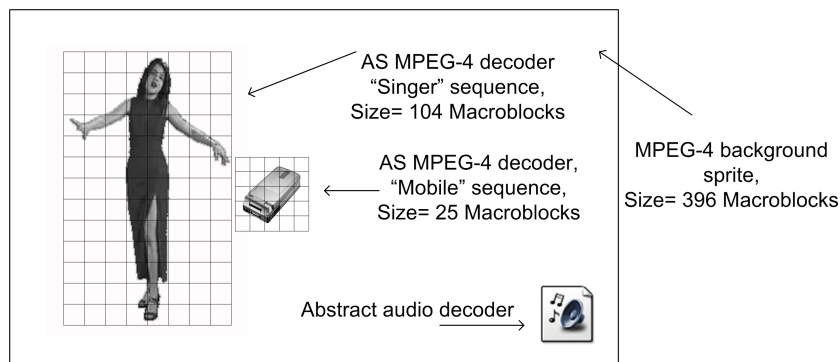 AS MPEG-4 decoder
“Singer” sequence,
Size= 104 Macroblocks
AS MPEG-4 decoder,
“Mobile” sequence,
Size= 25 Macroblocks
MPEG-4 background
sprite,
Size= 396 Macroblocks
Abstract audio decoder